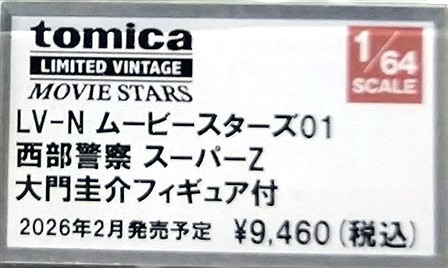 tomica
LIMITED VINTAGE
MOVIE STARS
1/64
SCALE
LV-N ムービースターズ01
西部警察 スーパーZ
大門圭介フィギュア付
2026年2月発売予定 ¥9,460(税込)